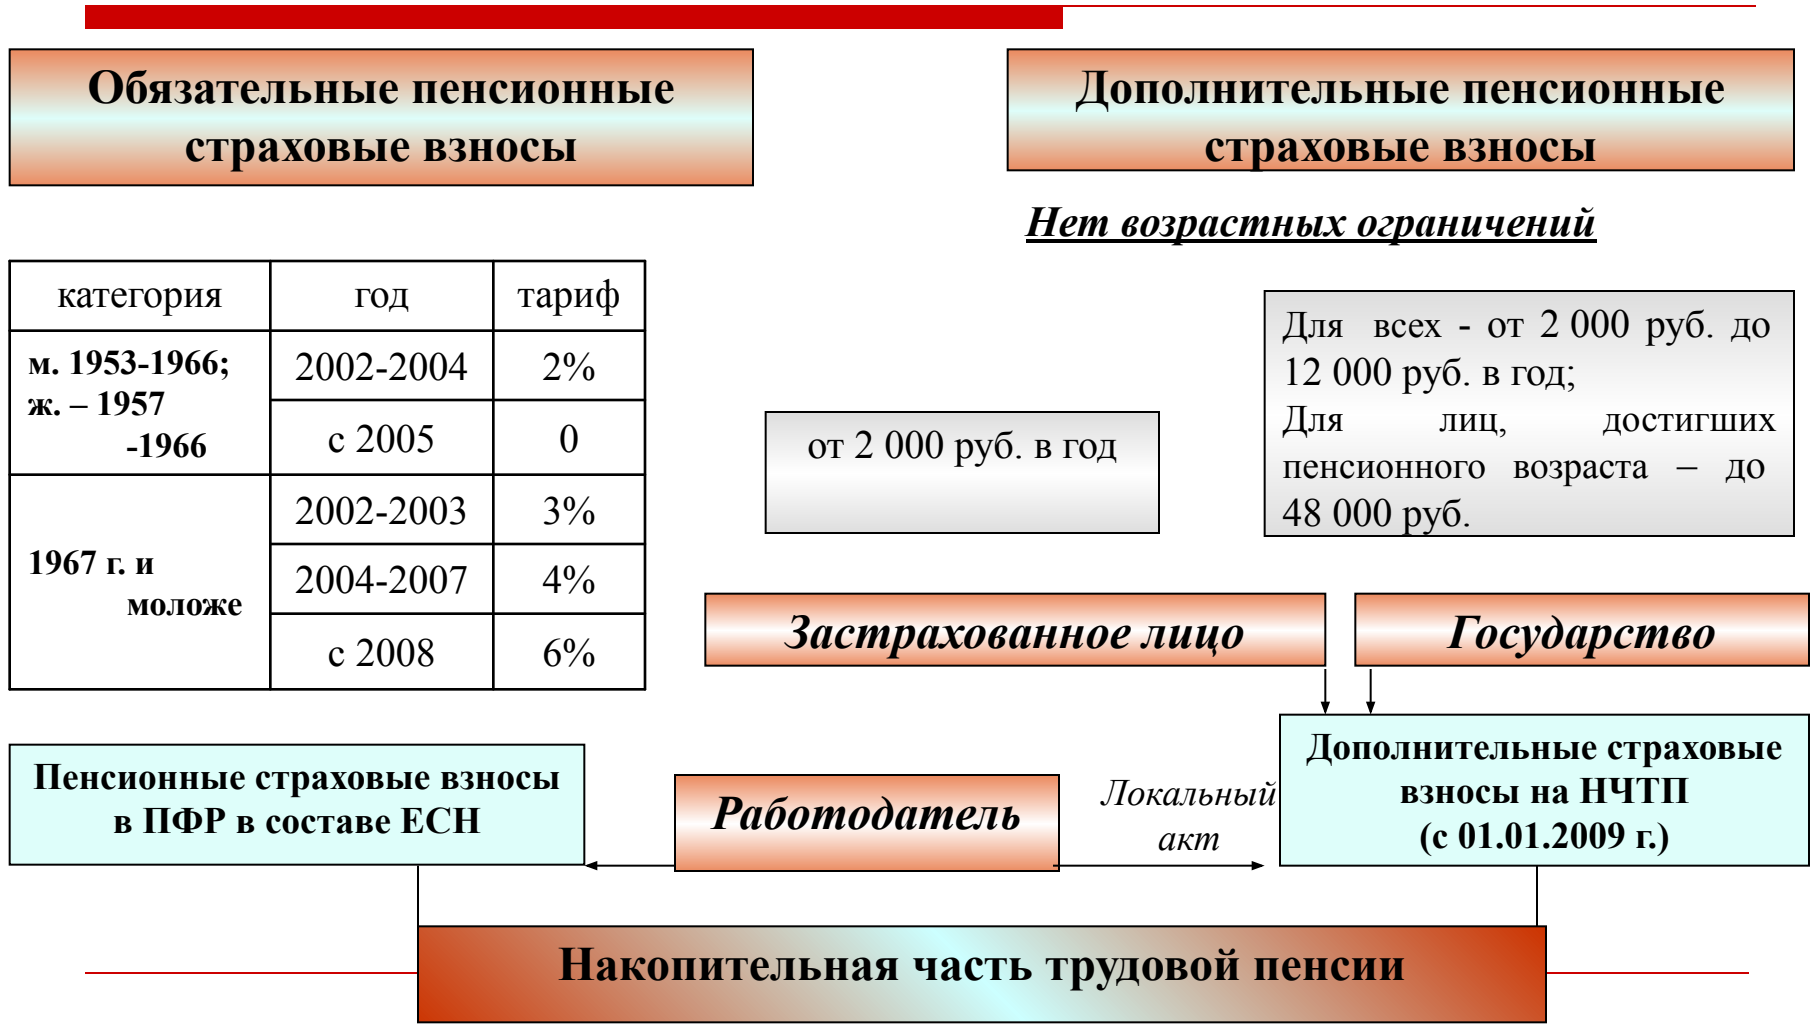 Обязательные пенсионные
страховые взносы
Дополнительные пенсионные
страховые взносы
Нет возрастных ограничений
категория год тариф
м. 1953-1966;
ж. – 1957
-1966
2002-2004 2%
с 2005 0
1967 г. и
моложе
2002-2003 3%
2004-2007 4%
с 2008 6%
от 2 000 руб. в год
Для всех - от 2 000 руб. до
12 000 руб. в год;
Для лиц, достигших
пенсионного возраста – до
48 000 руб.
Застрахованное лицо
Государство
Пенсионные страховые взносы
в ПФР в составе ЕСН
Работодатель
Локальный
акт
Дополнительные страховые
взносы на НЧТП
(с 01.01.2009 г.)
Накопительная часть трудовой пенсии